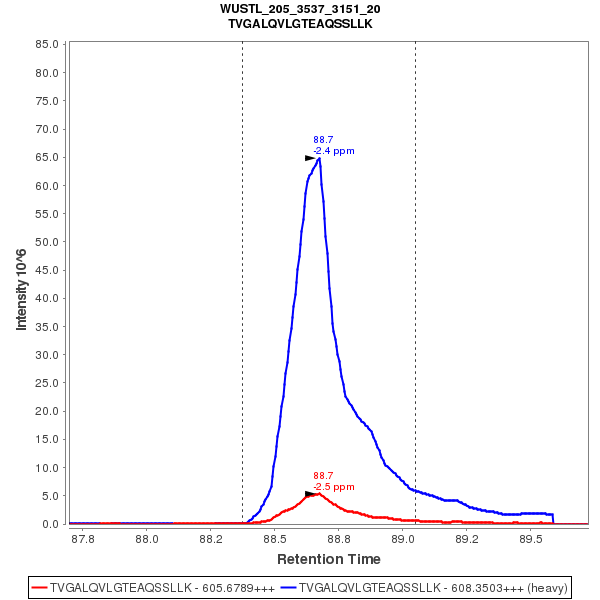 WUSTL_205_3537_3151_20
TVGALQVLGTEAQSSLLK
85.0
80.0
75.0
70.0
65.0
60.0
55.0
50.0
45.0
40.0
35.0
30.0
25.0
20.0
15.0
10.0
5.0
0.0
Intensity 10^6
88.7
-2.4 ppm
88.7
-2.5 ppm
87.8 88.0 88.2 88.5 88.8 89.0 89.2 89.5
Retention Time
TVGALQVLGTEAQSSLLK - 605.6789+++ TVGALQVLGTEAQSSLLK - 608.3503+++ (heavy)